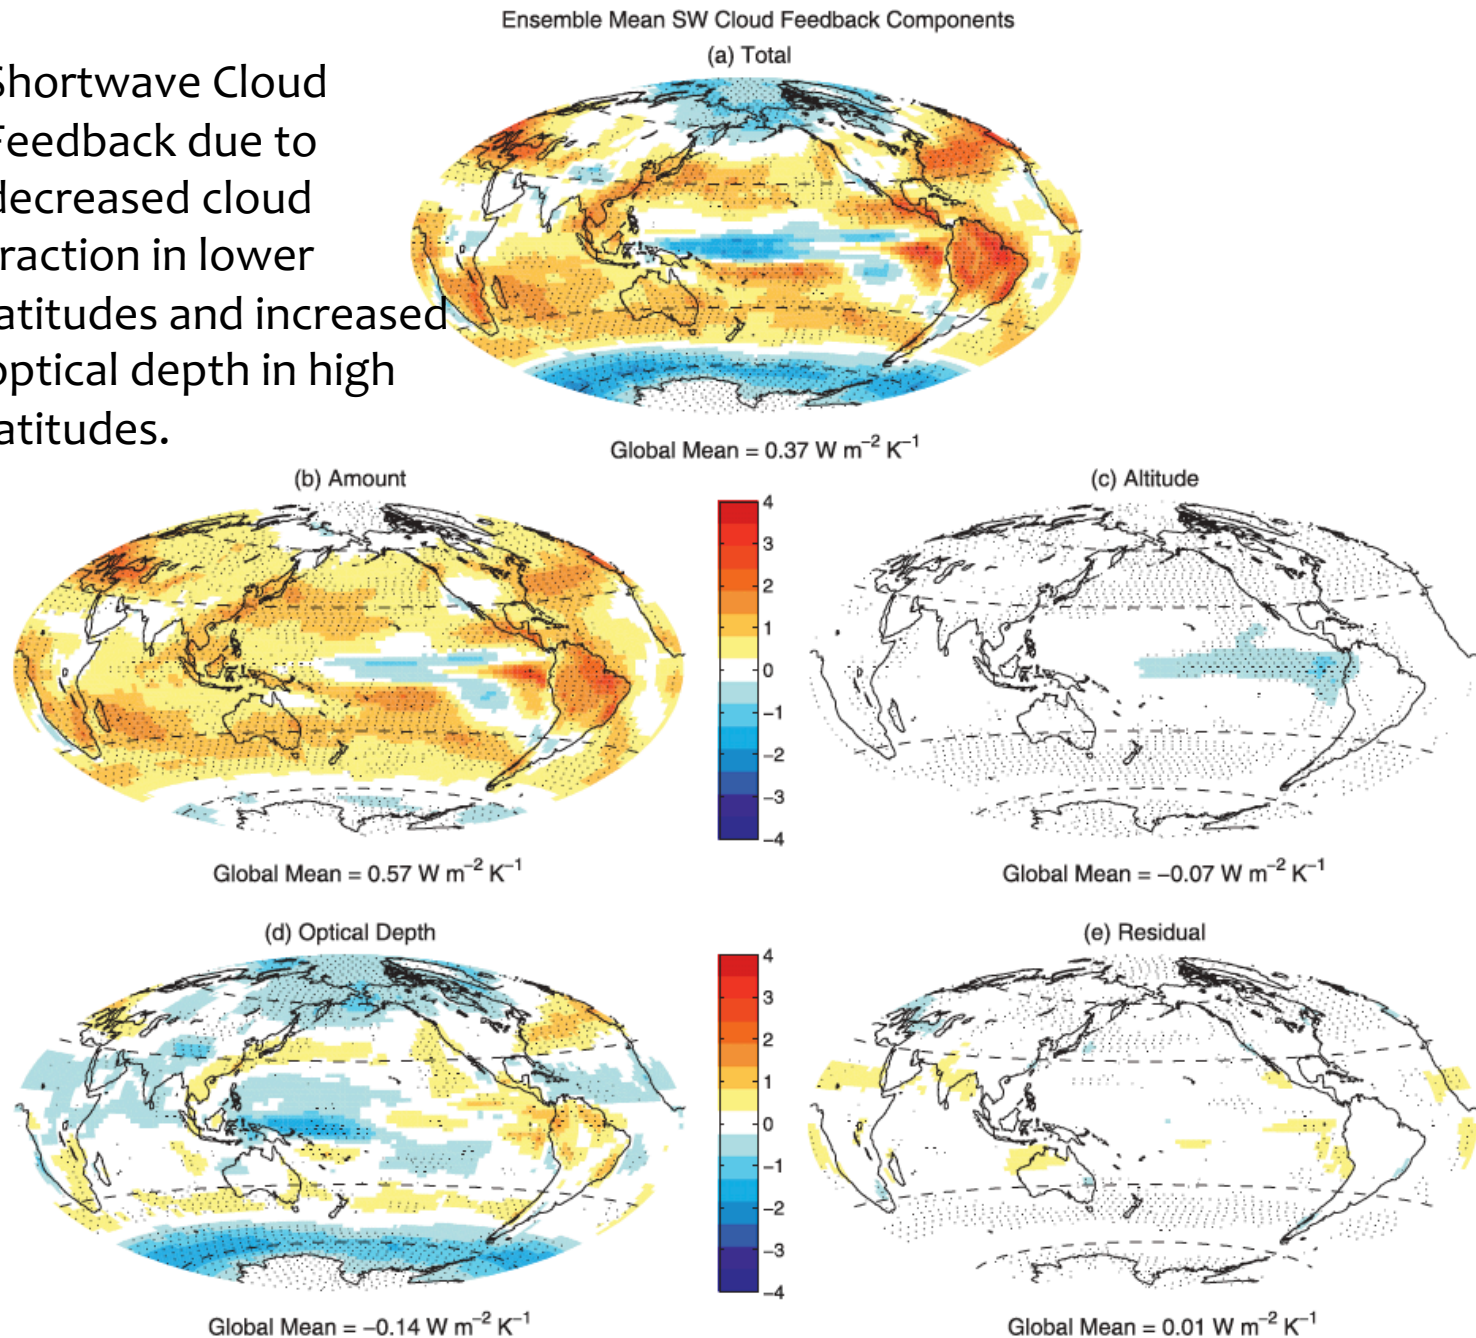 Ensemble Mean SW Cloud Feedback Components
(a) Total
Shortwave Cloud
Feedback due to
decreased cloud
fraction in lower
latitudes and increased
optical depth in high
latitudes.
Global Mean = 0.37 W m⁻² K⁻¹
(b) Amount
(c) Altitude
4
3
2
1
0
−1
−2
−3
−4
Global Mean = 0.57 W m⁻² K⁻¹
Global Mean = −0.07 W m⁻² K⁻¹
(d) Optical Depth
(e) Residual
4
3
2
1
0
−1
−2
−3
−4
Global Mean = −0.14 W m⁻² K⁻¹
Global Mean = 0.01 W m⁻² K⁻¹